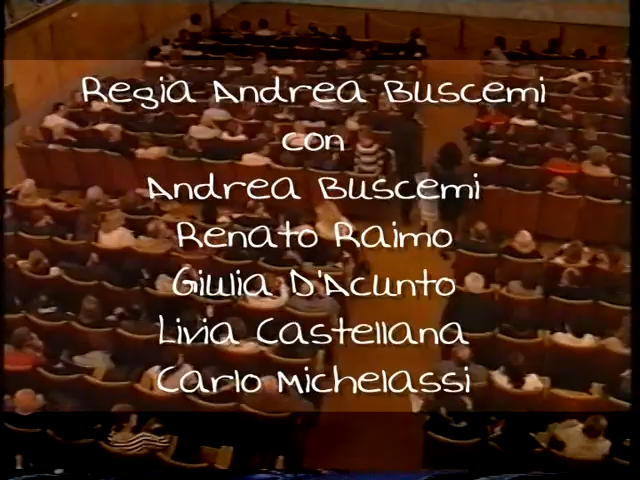 Regia Andrea Buscemi
con
Andrea Buscemi
Renato Raimo
Giulia D'Acunto
Livia Castellana
Carlo Michelassi